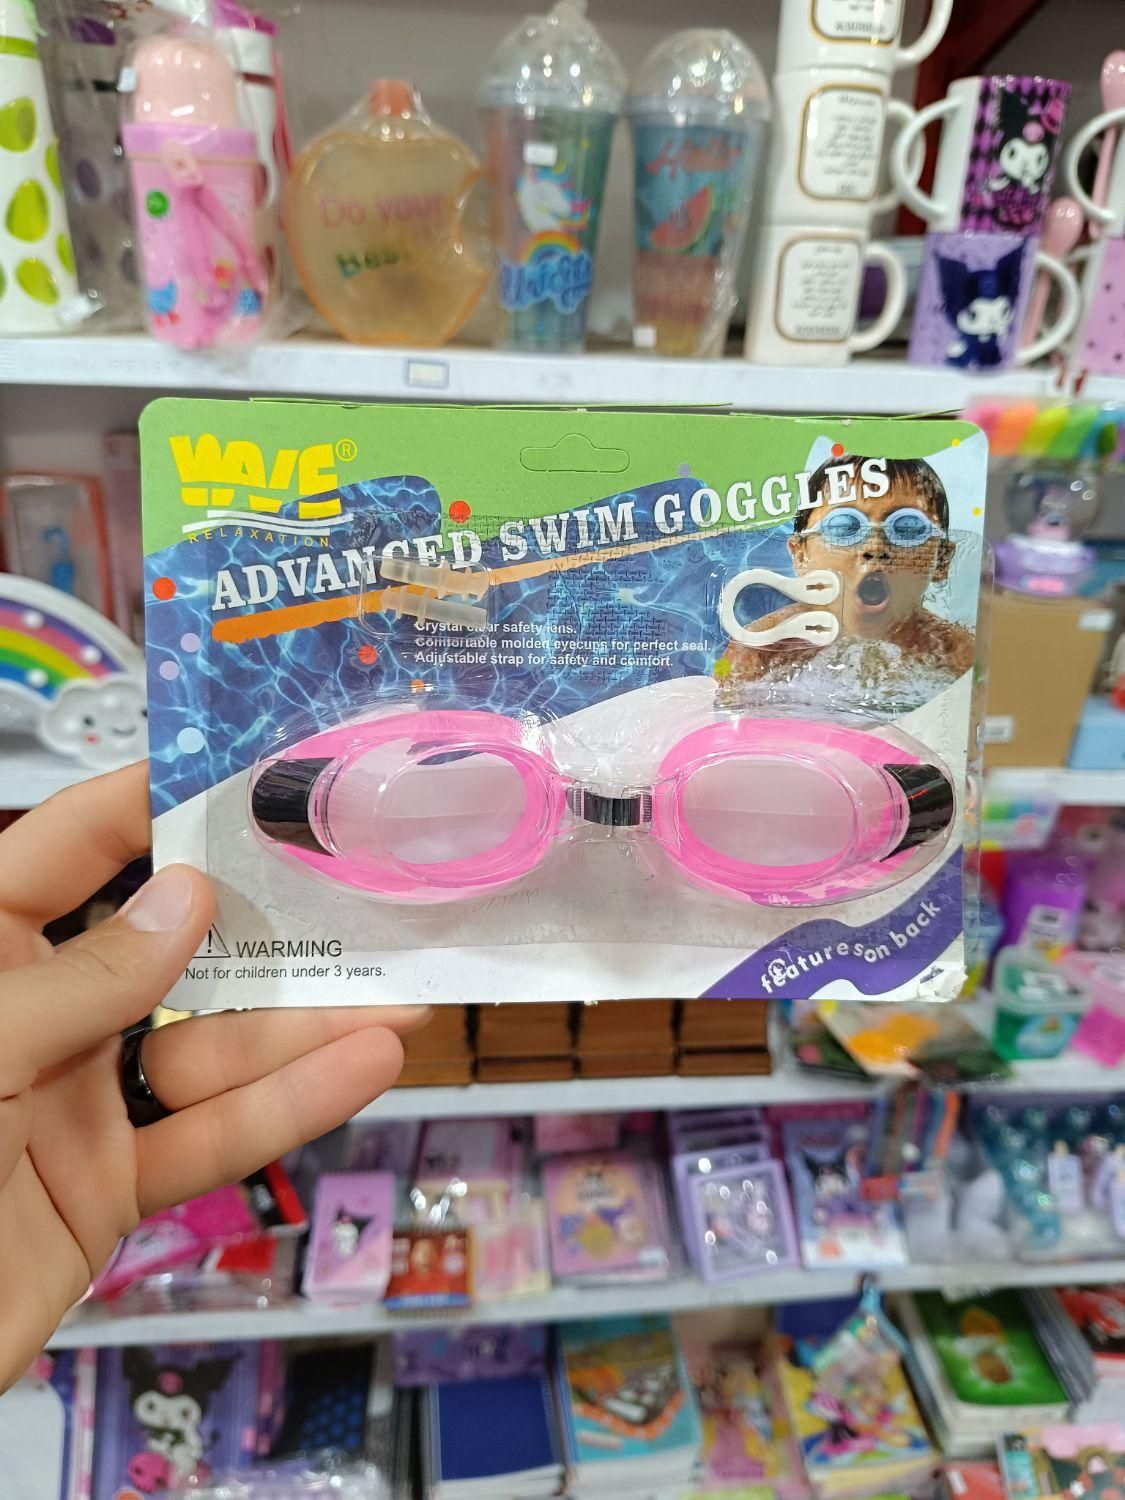 Do your
Best
Hello
WAVE®
RELAXATION
ADVANCED SWIM GOGGLES
Crystal clear safety lens.
Comfortable molded eyecups for perfect seal.
Adjustable strap for safety and comfort.
! WARMING
Not for children under 3 years.
features on back